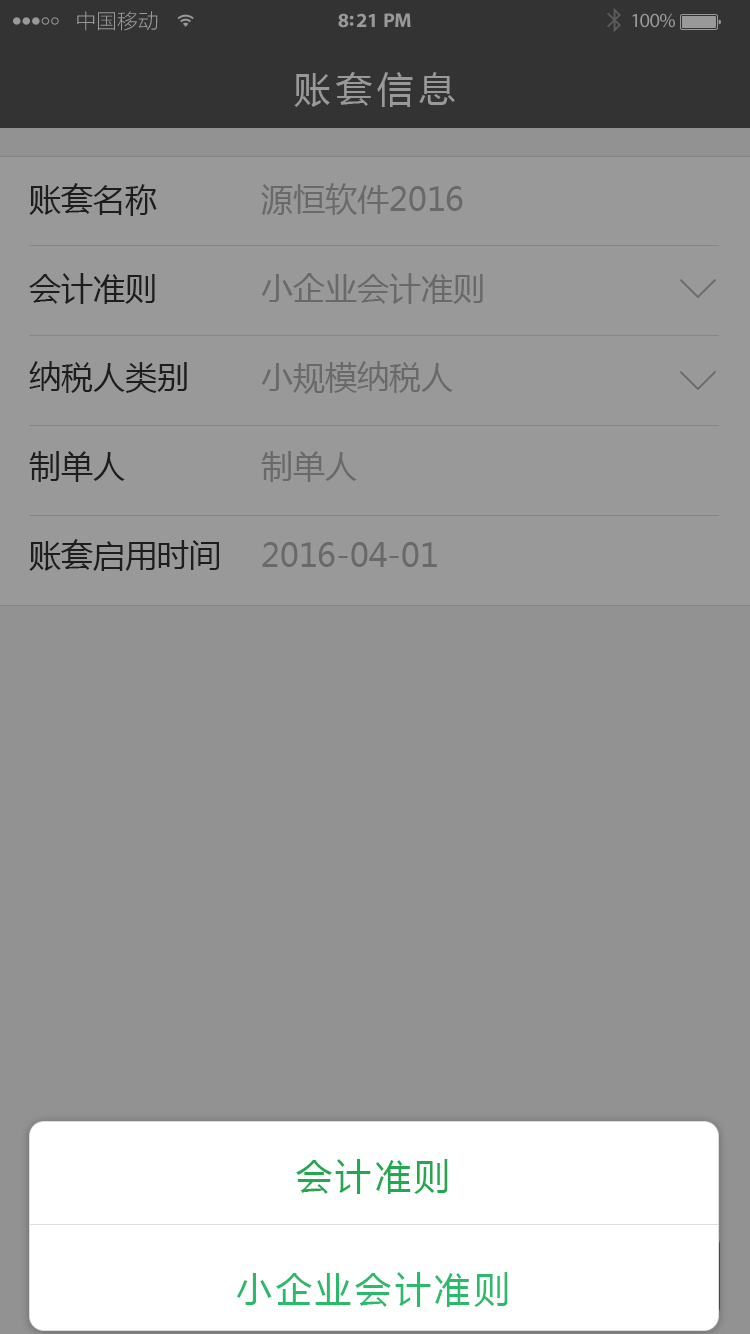 中国移动 8:21 PM 100%
账套信息
账套名称 源恒软件2016
会计准则 小企业会计准则
纳税人类别 小规模纳税人
制单人 制单人
账套启用时间 2016-04-01
会计准则
小企业会计准则